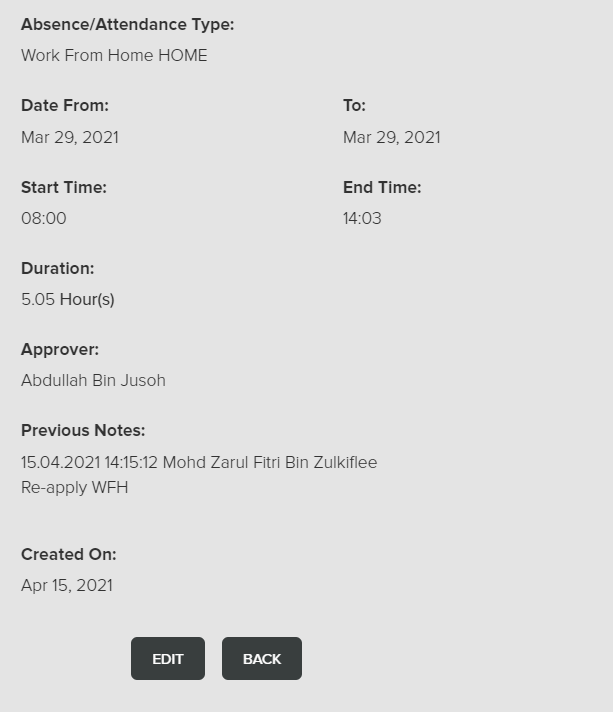 Absence/Attendance Type:
Work From Home HOME
Date From:
To:
Mar 29, 2021
Mar 29, 2021
Start Time:
End Time:
08:00
14:03
Duration:
5.05 Hour(s)
Approver:
Abdullah Bin Jusoh
Previous Notes:
15.04.2021 14:15:12 Mohd Zarul Fitri Bin Zulkiflee
Re-apply WFH
Created On:
Apr 15, 2021
EDIT
BACK